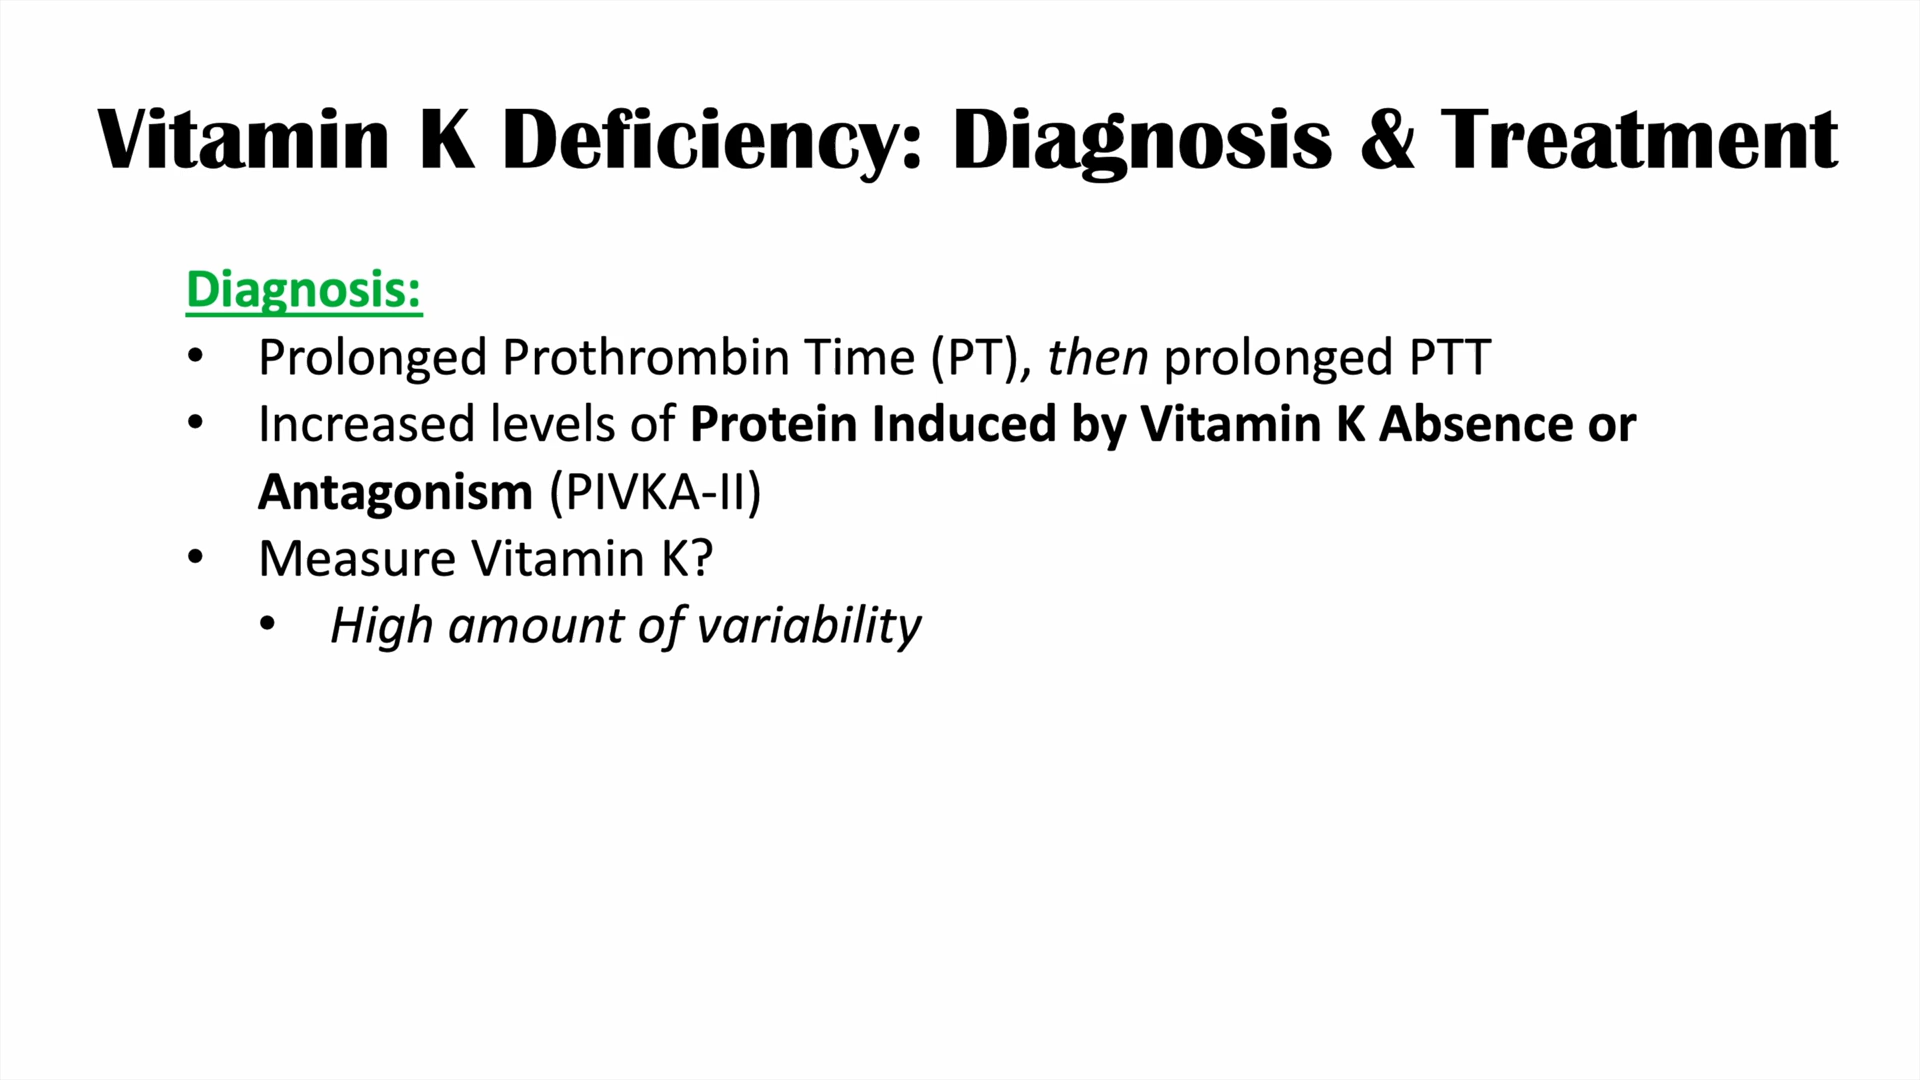 Vitamin K Deficiency: Diagnosis & Treatment
Diagnosis:
• Prolonged Prothrombin Time (PT), then prolonged PTT
• Increased levels of Protein Induced by Vitamin K Absence or
Antagonism (PIVKA-II)
• Measure Vitamin K?
• High amount of variability